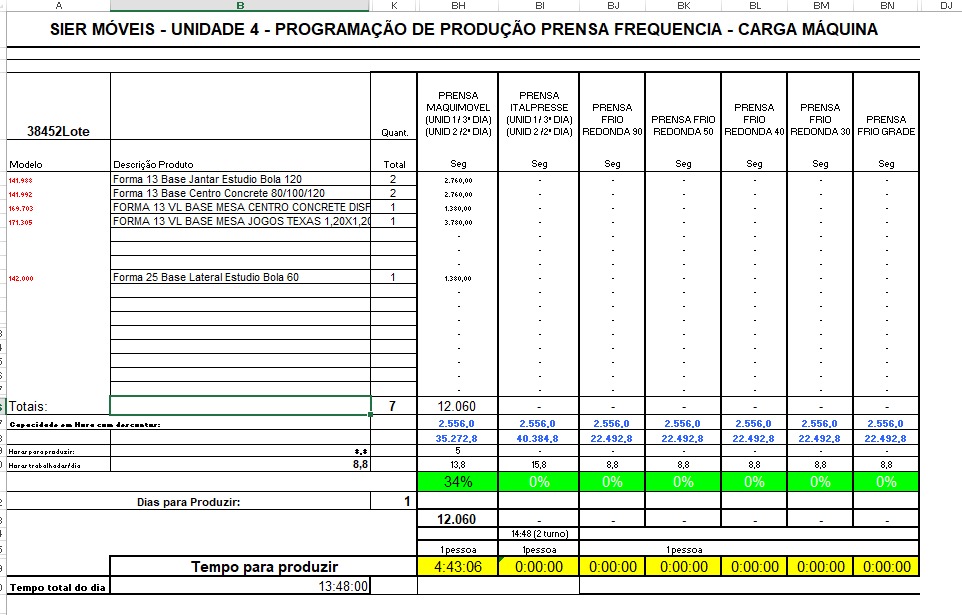 A B K BH BI BJ BK BL BM BN DJ
SIER MÓVEIS - UNIDADE 4 - PROGRAMAÇÃO DE PRODUÇÃO PRENSA FREQUENCIA - CARGA MÁQUINA
38452Lote Quant. PRENSA MAQUIMOVEL (UNID 1/ 3ª DIA) (UNID 2 /2ª DIA) PRENSA ITALPRESSE (UNID 1/ 3ª DIA) (UNID 2 /2ª DIA) PRENSA FRIO REDONDA 90 PRENSA FRIO REDONDA 50 PRENSA FRIO REDONDA 40 PRENSA FRIO REDONDA 30 PRENSA FRIO GRADE
Modelo Descrição Produto Total Seg Seg Seg Seg Seg Seg Seg
141.988 Forma 13 Base Jantar Estudio Bola 120 2 2.760,00 - - - - - -
141.992 Forma 13 Base Centro Concrete 80/100/120 2 2.760,00 - - - - - -
169.703 FORMA 13 VL BASE MESA CENTRO CONCRETE DISF 1 1.380,00 - - - - - -
171.305 FORMA 13 VL BASE MESA JOGOS TEXAS 1,20X1,20 1 3.780,00 - - - - - -
- - - - - - -
- - - - - - -
- - - - - - -
142.000 Forma 25 Base Lateral Estudio Bola 60 1 1.380,00 - - - - - -
- - - - - - -
- - - - - - -
- - - - - - -
- - - - - - -
- - - - - - -
- - - - - - -
- - - - - - -
- - - - - - -
Totais: 7 12.060 - - - - - -
Capacidade em Hora com descontos: 2.556,0 2.556,0 2.556,0 2.556,0 2.556,0 2.556,0 2.556,0
35.272,8 40.384,8 22.492,8 22.492,8 22.492,8 22.492,8 22.492,8
Horas para produzir: 8,8 5
Horas trabalhadas/dia 8,8 13,8 15,8 8,8 8,8 8,8 8,8 8,8
34% 0% 0% 0% 0% 0% 0%
Dias para Produzir: 1
12.060 - - - - - -
14:48 (2 turno)
1pessoa 1pessoa 1pessoa
Tempo para produzir 4:43:06 0:00:00 0:00:00 0:00:00 0:00:00 0:00:00 0:00:00
Tempo total do dia 13:48:00